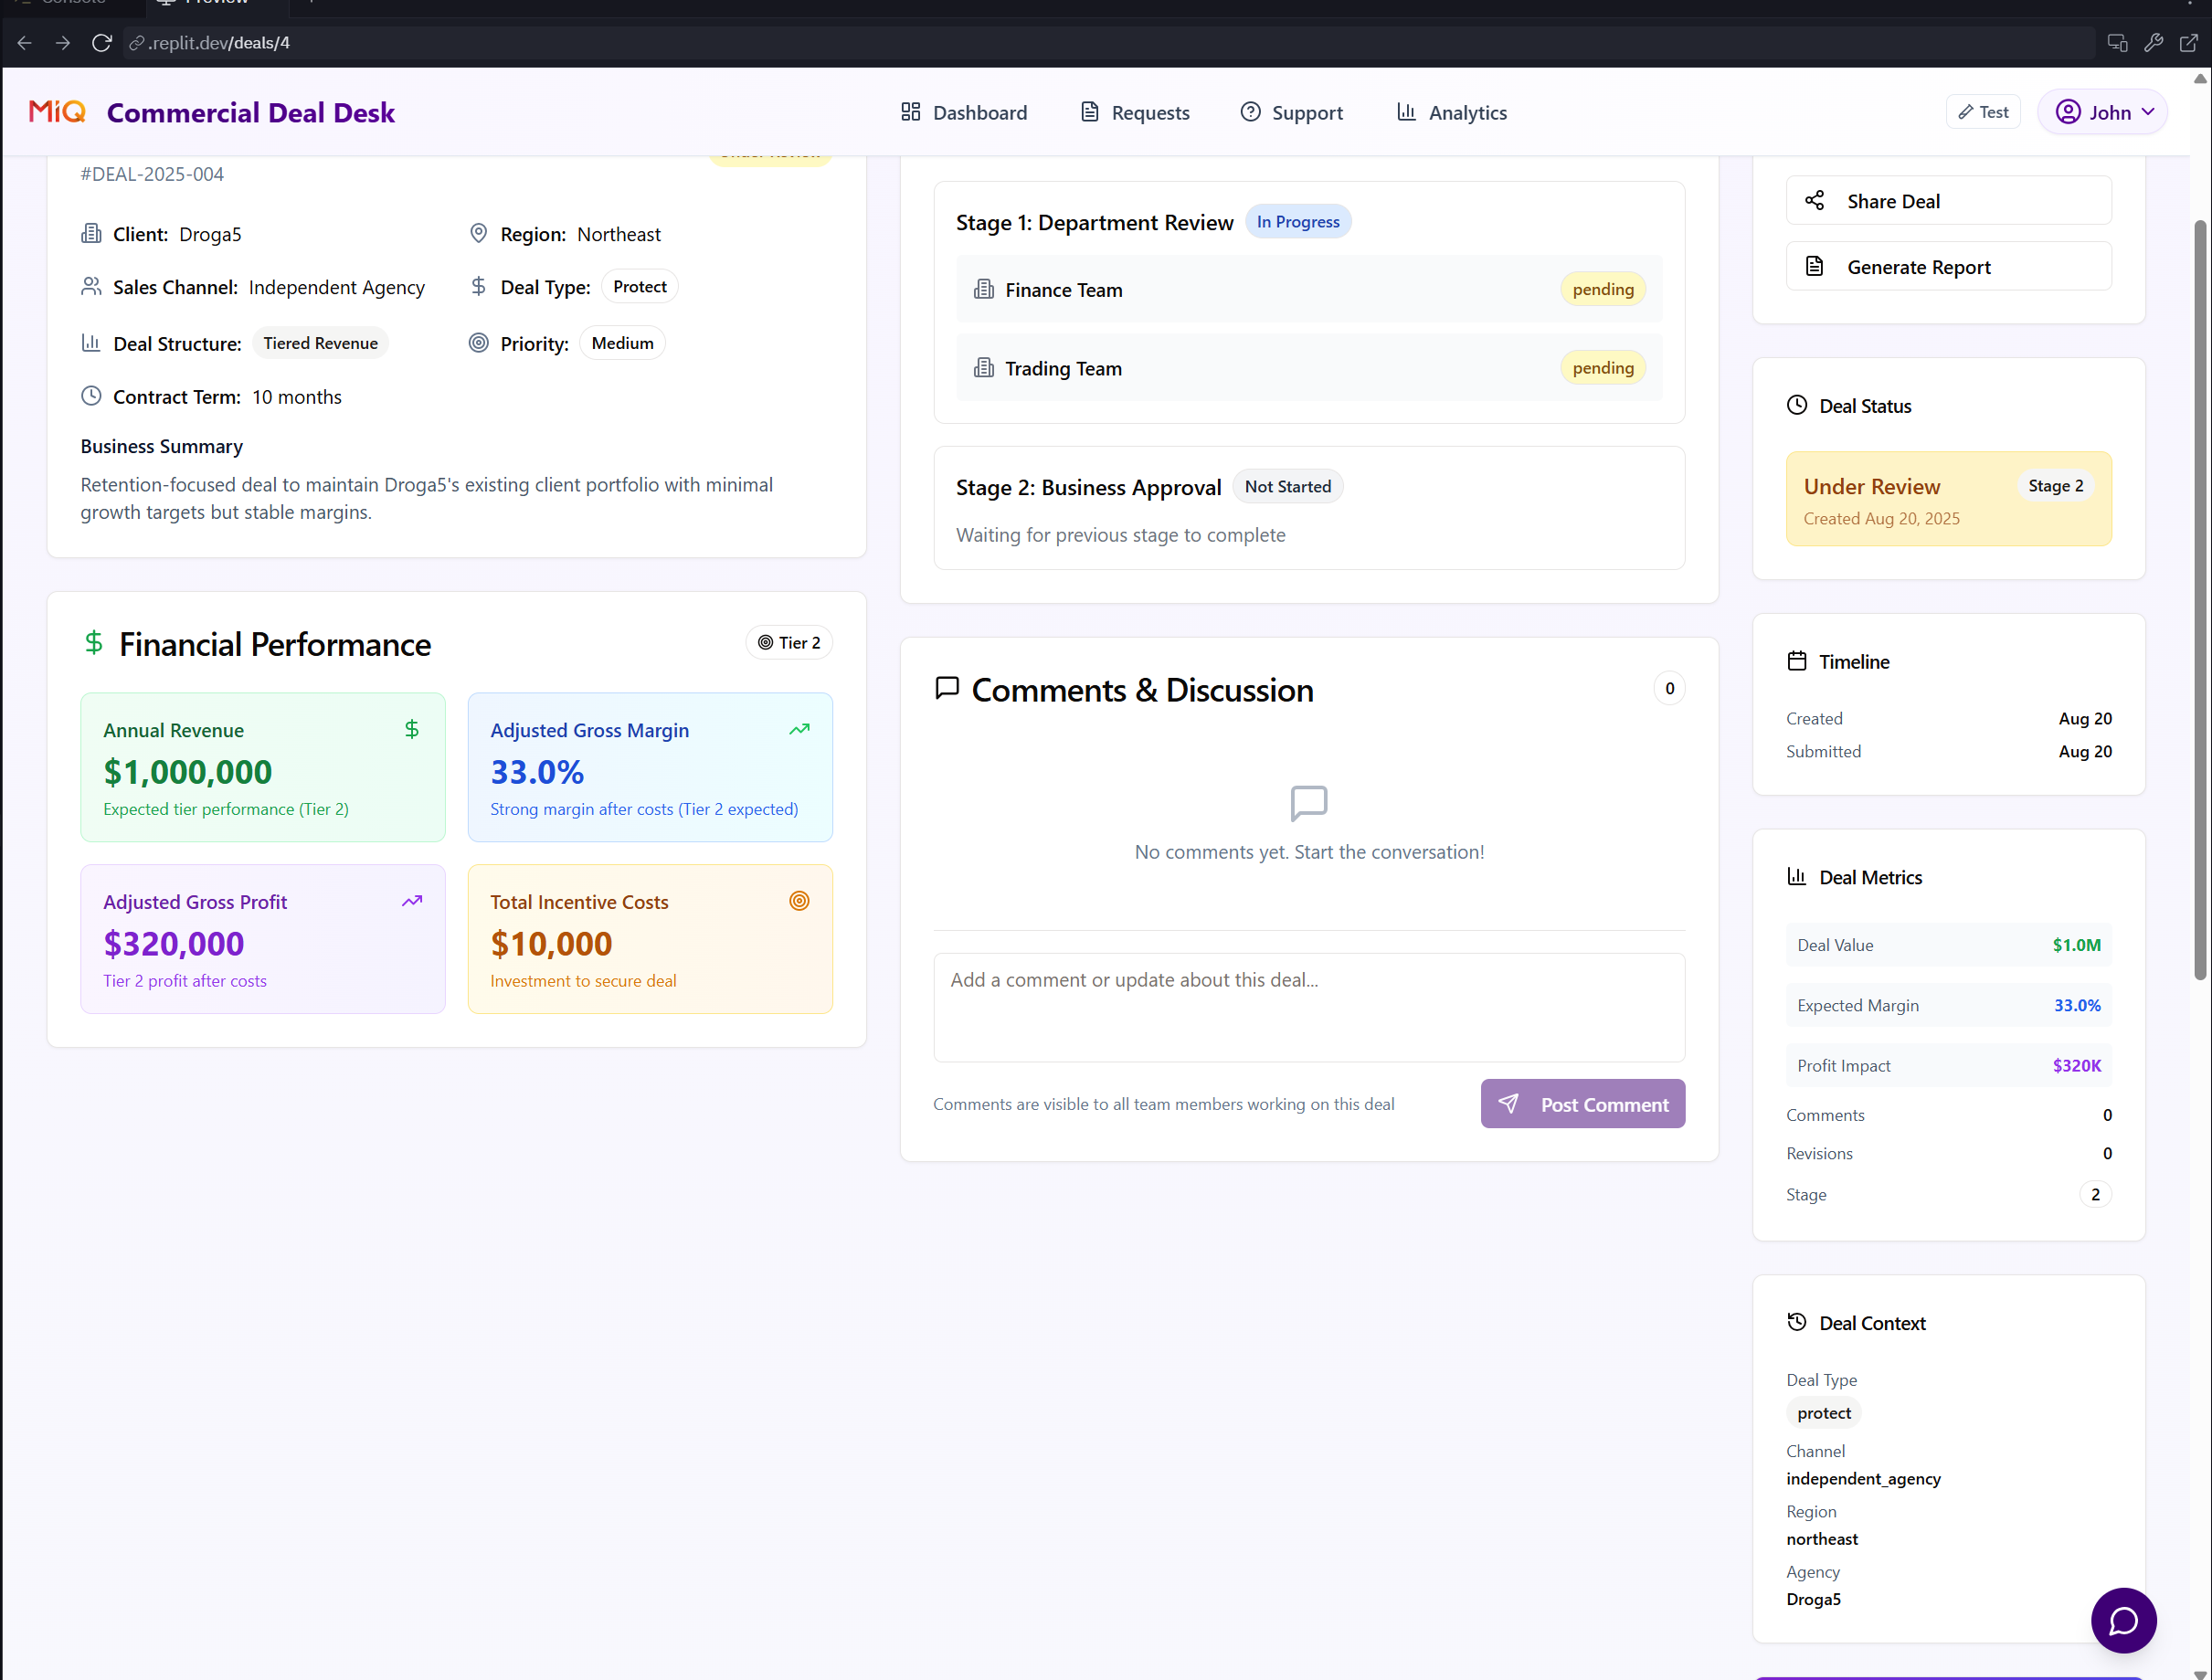 Console
Preview
.replit.dev/deals/4
MiQ Commercial Deal Desk
Dashboard
Requests
Support
Analytics
Test
John
Under Review
#DEAL-2025-004
Client: Droga5
Region: Northeast
Sales Channel: Independent Agency
Deal Type: Protect
Deal Structure: Tiered Revenue
Priority: Medium
Contract Term: 10 months
Business Summary
Retention-focused deal to maintain Droga5's existing client portfolio with minimal
growth targets but stable margins.
Financial Performance
Tier 2
Annual Revenue
$1,000,000
Expected tier performance (Tier 2)
Adjusted Gross Margin
33.0%
Strong margin after costs (Tier 2 expected)
Adjusted Gross Profit
$320,000
Tier 2 profit after costs
Total Incentive Costs
$10,000
Investment to secure deal
Stage 1: Department Review
In Progress
Finance Team
pending
Trading Team
pending
Stage 2: Business Approval
Not Started
Waiting for previous stage to complete
Comments & Discussion
0
No comments yet. Start the conversation!
Add a comment or update about this deal...
Comments are visible to all team members working on this deal
Post Comment
Share Deal
Generate Report
Deal Status
Under Review
Stage 2
Created Aug 20, 2025
Timeline
Created Aug 20
Submitted Aug 20
Deal Metrics
Deal Value $1.0M
Expected Margin 33.0%
Profit Impact $320K
Comments 0
Revisions 0
Stage 2
Deal Context
Deal Type
protect
Channel
independent_agency
Region
northeast
Agency
Droga5